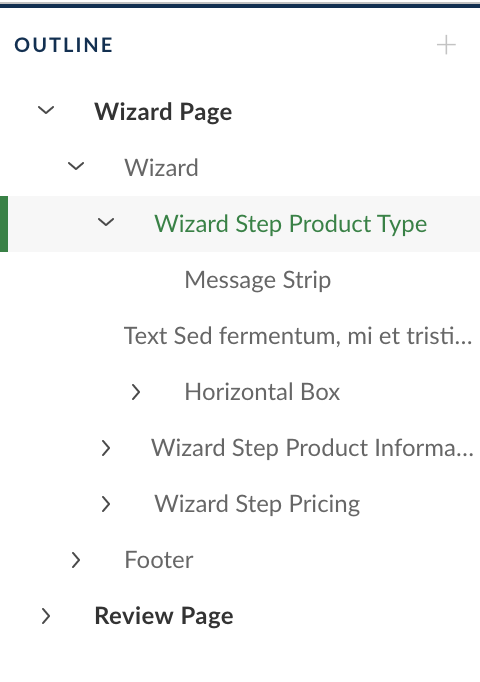 OUTLINE
Wizard Page
Wizard
Wizard Step Product Type
Message Strip
Text Sed fermentum, mi et tristi...
Horizontal Box
Wizard Step Product Informa...
Wizard Step Pricing
Footer
Review Page